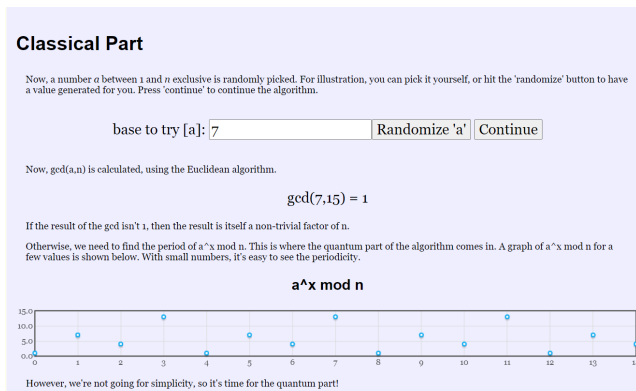 Classical Part
Now, a number a between 1 and n exclusive is randomly picked. For illustration, you can pick it yourself, or hit the 'randomize' button to have
a value generated for you. Press 'continue' to continue the algorithm.
base to try [a]: 7 Randomize 'a' Continue
Now, gcd(a,n) is calculated, using the Euclidean algorithm.
gcd(7,15) = 1
If the result of the gcd isn't 1, then the result is itself a non-trivial factor of n.
Otherwise, we need to find the period of a^x mod n. This is where the quantum part of the algorithm comes in. A graph of a^x mod n for a
few values is shown below. With small numbers, it's easy to see the periodicity.
a^x mod n
15.0
10.0
5.0
0.0
0 1 2 3 4 5 6 7 8 9 10 11 12 13
However, we're not going for simplicity, so it's time for the quantum part!